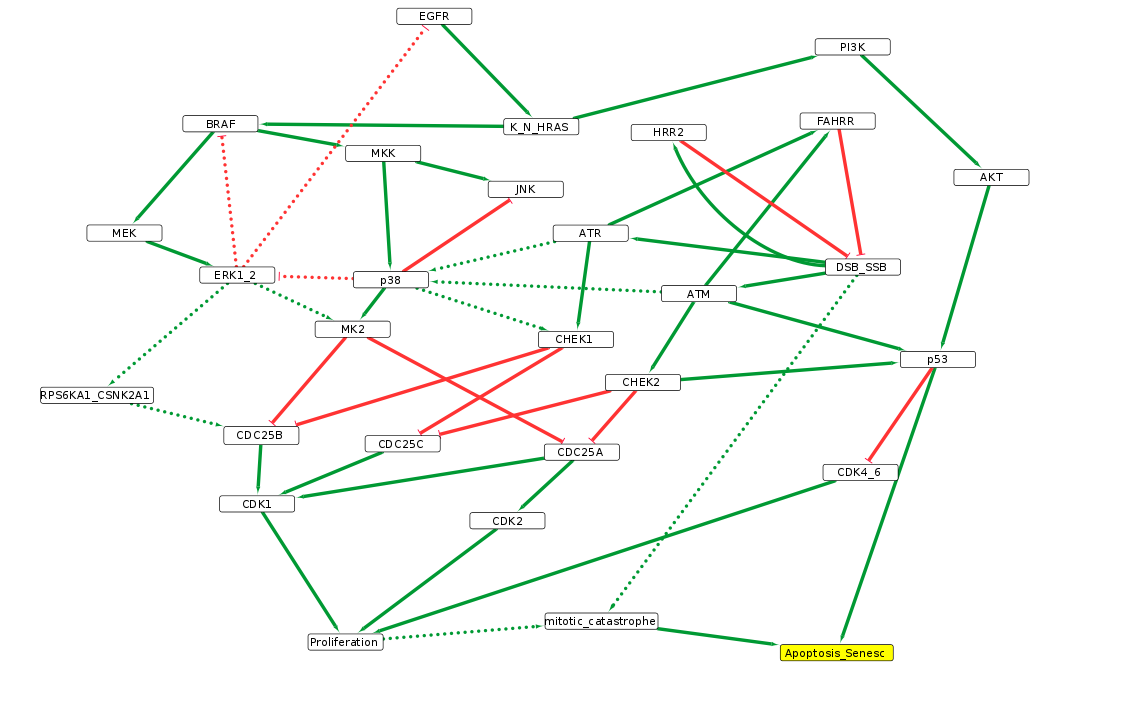 EGFR
PI3K
BRAF
K_N_HRAS
HRR2
FAHRR
MKK
JNK
AKT
MEK
ATR
ERK1_2
p38
DSB_SSB
ATM
MK2
CHEK1
p53
CHEK2
RPS6KA1_CSNK2A1
CDC25B
CDC25C
CDC25A
CDK4_6
CDK1
CDK2
mitotic_catastrophe
Proliferation
Apoptosis_Senesc